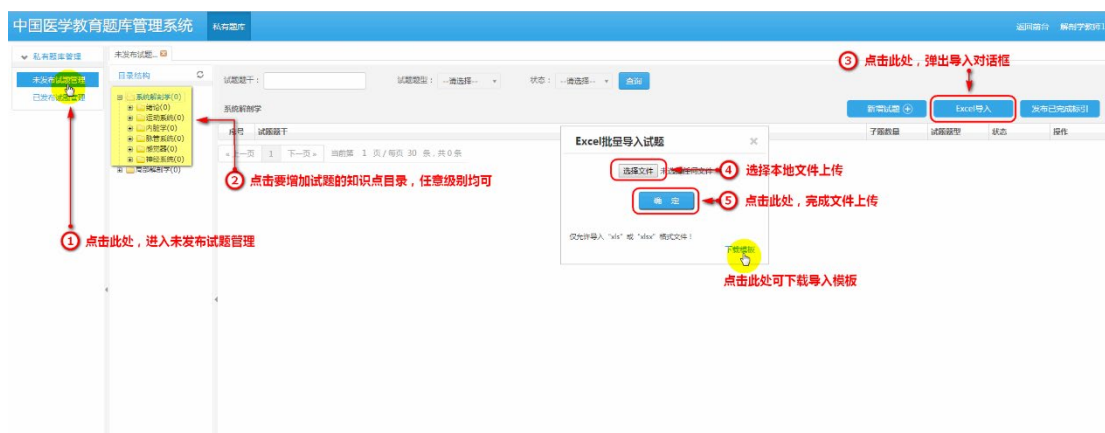 中国医学教育题库管理系统 私有题库 返回前台 解剖学教师
私有题库管理
未发布试题...
③ 点击此处，弹出导入对话框
未发布试题管理
已发布试题管理
目录结构
试题题干：
试题题型： --请选择--
状态： --请选择--
查询
系统解剖学(0)
绪论(0)
运动系统(0)
内脏学(0)
脉管系统(0)
感觉器(0)
神经系统(0)
局部解剖学(0)
系统解剖学
新增试题
Excel导入
发布已完成标引
序号 试题题干 子题数量 试题题型 状态 操作
上一页 1 下一页» 当前第 1 页/每页 30 条，共0条
② 点击要增加试题的知识点目录，任意级别均可
Excel批量导入试题 ×
选择文件
④ 选择本地文件上传
确 定
⑤ 点击此处，完成文件上传
仅允许导入 "xls" 或 "xlsx" 格式文件！
下载模板
① 点击此处，进入未发布试题管理
点击此处可下载导入模板